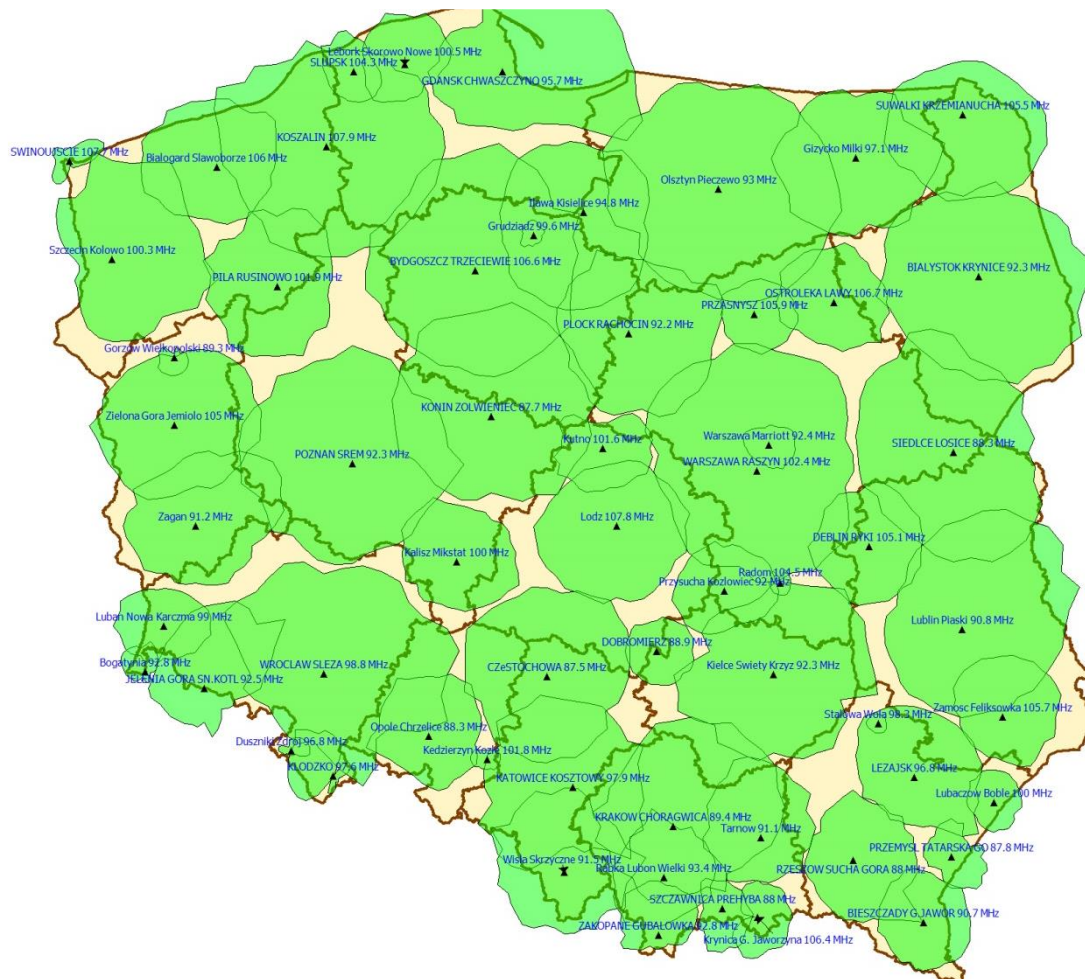 Lebork Skorowo Nowe 100.5 MHz
SLUPSK 104.3 MHz
GDANSK CHWASZCZYNO 95.7 MHz
SUWALKI KRZEMIANUCHA 105.5 MHz
KOSZALIN 107.9 MHz
SWINOUJSCIE 107.7 MHz
Bialogard Slawoborze 106 MHz
Gizycko Milki 97.1 MHz
Olsztyn Pieczewo 93 MHz
Ilawa Kisielice 94.8 MHz
Grudziadz 99.6 MHz
Szczecin Kolowo 100.3 MHz
BYDGOSZCZ TRZECIEWIE 106.6 MHz
BIALYSTOK KRYNICE 92.3 MHz
PILA RUSINOWO 101.9 MHz
OSTROLEKA LAWY 106.7 MHz
PRZASNYSZ 105.9 MHz
PLOCK RACHOCIN 92.2 MHz
Gorzow Wielkopolski 89.3 MHz
Zielona Gora Jemiolo 105 MHz
KONIN ZOLWIENIEC 87.7 MHz
Kutno 101.6 MHz
Warszawa Marriott 92.4 MHz
SIEDLCE LOSICE 88.3 MHz
POZNAN SREM 92.3 MHz
WARSZAWA RASZYN 102.4 MHz
Zagan 91.2 MHz
Lodz 107.8 MHz
DEBLIN RYKI 105.1 MHz
Kalisz Mikstat 100 MHz
Radom 104.5 MHz
Przysucha Kozlowiec 92 MHz
Luban Nowa Karczma 99 MHz
Lublin Piaski 90.8 MHz
DOBROMIERZ 88.9 MHz
Bogatynia 92.8 MHz
WROCLAW SLEZA 98.8 MHz
CZeSTOCHOWA 87.5 MHz
Kielce Swiety Krzyz 92.3 MHz
JELENIA GORA SN.KOTL 92.5 MHz
Zamosc Feliksowka 105.7 MHz
Stalowa Wola 98.3 MHz
Opole Chrzelice 88.3 MHz
Duszniki Zdroj 96.8 MHz
Kedzierzyn Kozle 101.8 MHz
KLODZKO 97.6 MHz
LEZAJSK 96.8 MHz
KATOWICE KOSZTOWY 97.9 MHz
Lubaczow Boble 100 MHz
KRAKOW CHORAGWICA 89.4 MHz
Tarnow 91.1 MHz
PRZEMYSL TATARSKA GO 87.8 MHz
Wisla Skrzyczne 91.5 MHz
Rabka Lubon Wielki 93.4 MHz
RZESZOW SUCHA GORA 88 MHz
SZCZAWNICA PREHYBA 88 MHz
BIESZCZADY G.JAWOR 90.7 MHz
ZAKOPANE GUBALOWKA 92.8 MHz
Krynica G. Jaworzyna 106.4 MHz